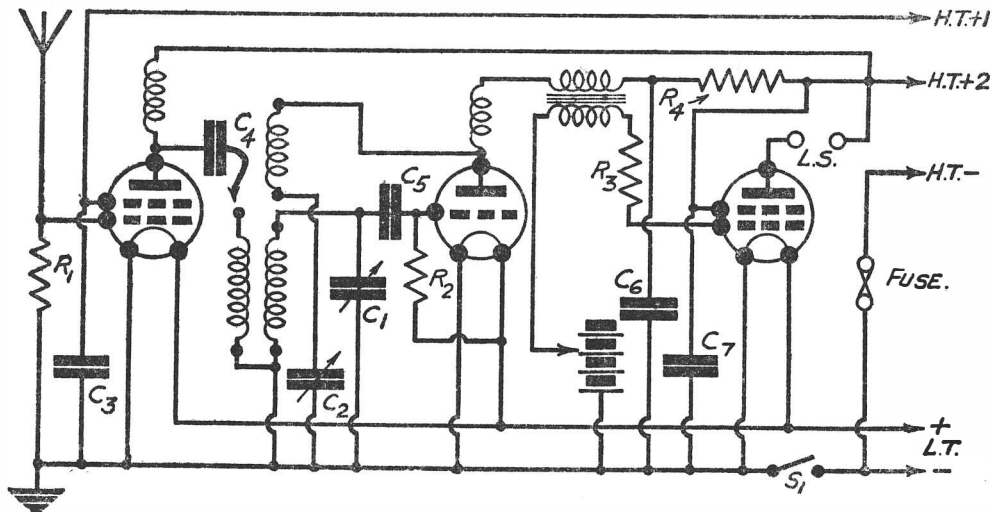 H.T.+1
H.T.+2
C4
R4
L.S.
H.T.-
C5
R3
R1
R2
C6
FUSE.
C1
C7
C3
C2
+
L.T.
-
S1